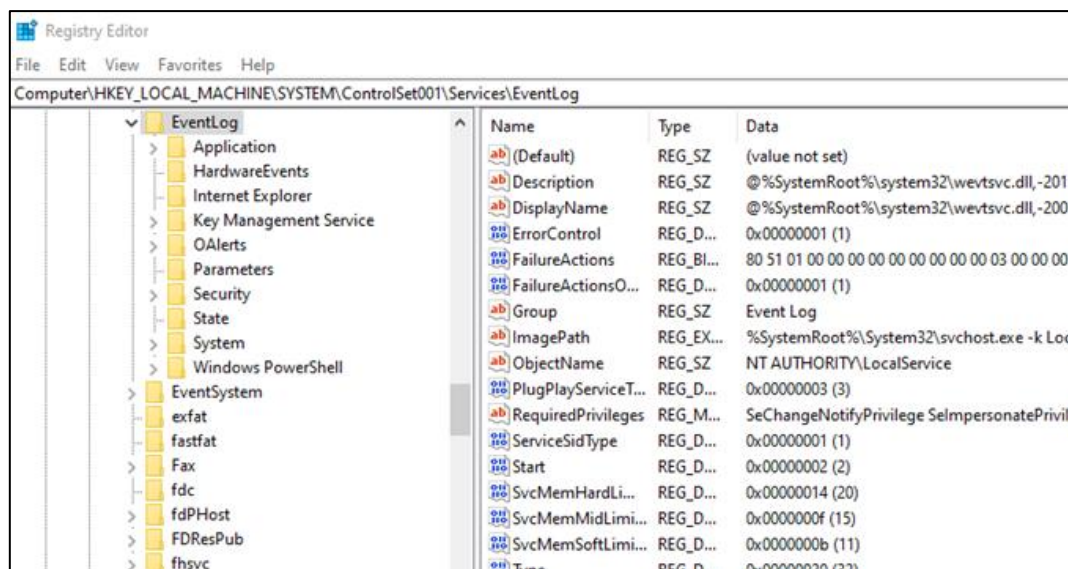 Registry Editor
File Edit View Favorites Help
Computer\HKEY_LOCAL_MACHINE\SYSTEM\ControlSet001\Services\EventLog
EventLog
Application
HardwareEvents
Internet Explorer
Key Management Service
OAlerts
Parameters
Security
State
System
Windows PowerShell
EventSystem
exfat
fastfat
Fax
fdc
fdPHost
FDResPub
fhsvc
Name Type Data
(Default) REG_SZ (value not set)
Description REG_SZ @%SystemRoot%\system32\wevtsvc.dll,-201
DisplayName REG_SZ @%SystemRoot%\system32\wevtsvc.dll,-200
ErrorControl REG_D... 0x00000001 (1)
FailureActions REG_BI... 80 51 01 00 00 00 00 00 00 00 00 00 03 00 00 00
FailureActionsO... REG_D... 0x00000001 (1)
Group REG_SZ Event Log
ImagePath REG_EX... %SystemRoot%\System32\svchost.exe -k Loc
ObjectName REG_SZ NT AUTHORITY\LocalService
PlugPlayServiceT... REG_D... 0x00000003 (3)
RequiredPrivileges REG_M... SeChangeNotifyPrivilege SeImpersonatePrivil
ServiceSidType REG_D... 0x00000001 (1)
Start REG_D... 0x00000002 (2)
SvcMemHardLi... REG_D... 0x00000014 (20)
SvcMemMidLimi... REG_D... 0x0000000f (15)
SvcMemSoftLimi... REG_D... 0x0000000b (11)
Type REG_D... 0x00000020 (32)